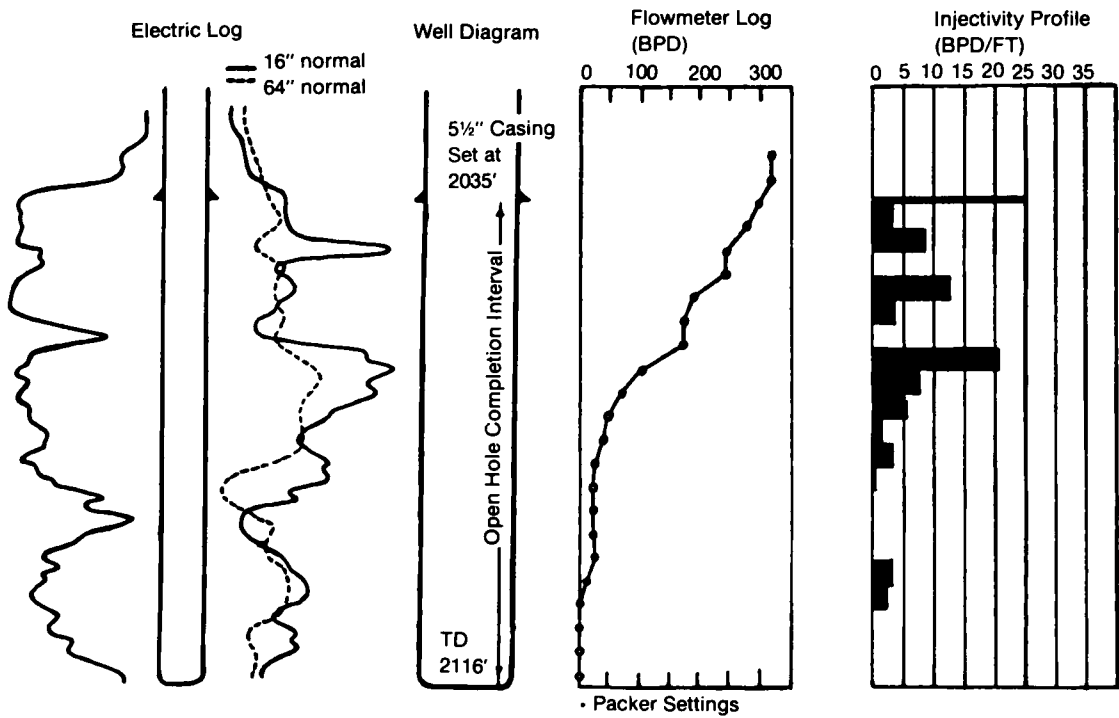 Electric Log
16″ normal
64″ normal
Well Diagram
5½″ Casing
Set at
2035′
Open Hole Completion Interval
TD
2116′
Flowmeter Log
(BPD)
0 100 200 300
• Packer Settings
Injectivity Profile
(BPD/FT)
0 5 10 15 20 25 30 35